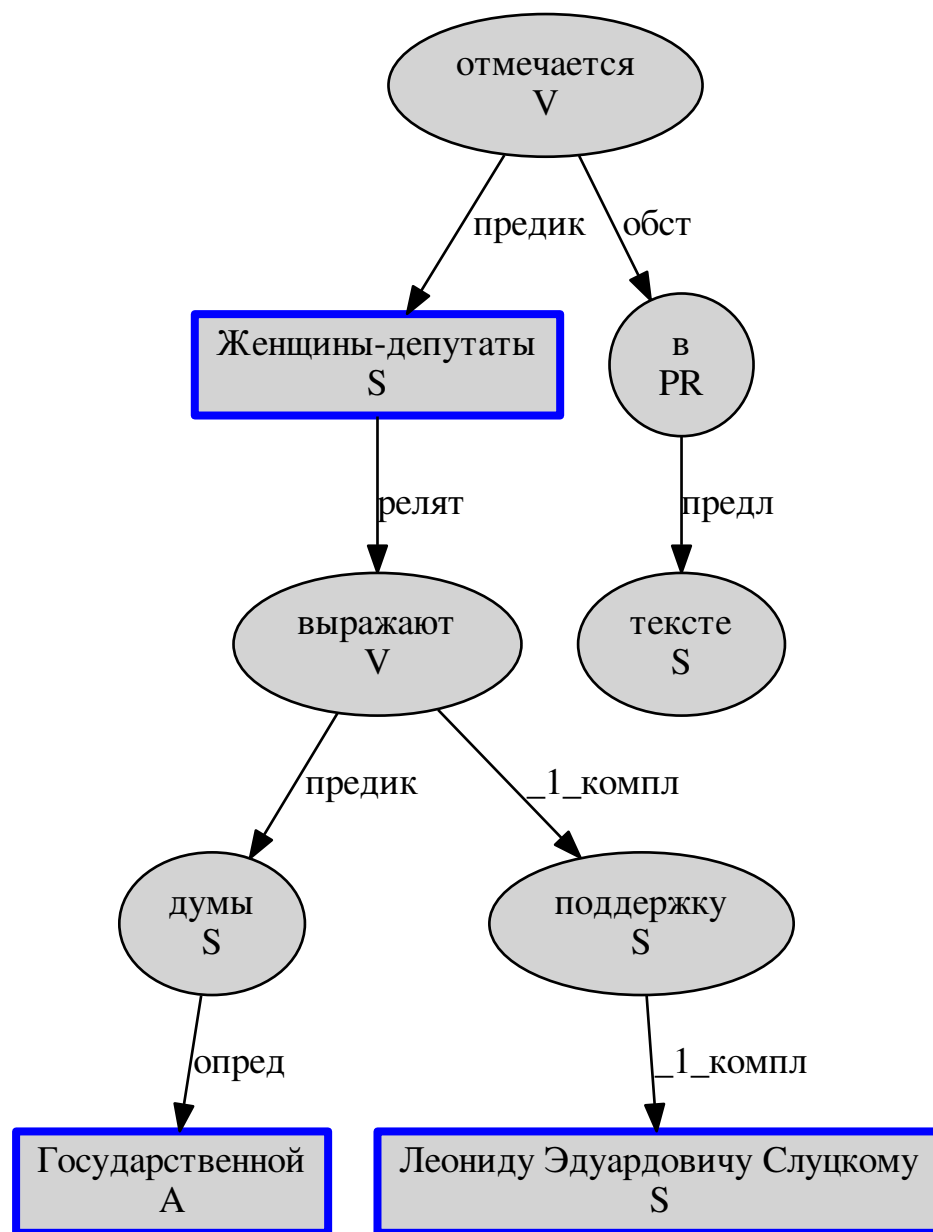 отмечается
V
предик
обст
Женщины-депутаты
S
в
PR
релят
предл
выражают
V
тексте
S
предик
_1_компл
думы
S
поддержку
S
опред
_1_компл
Государственной
A
Леониду Эдуардовичу Слуцкому
S